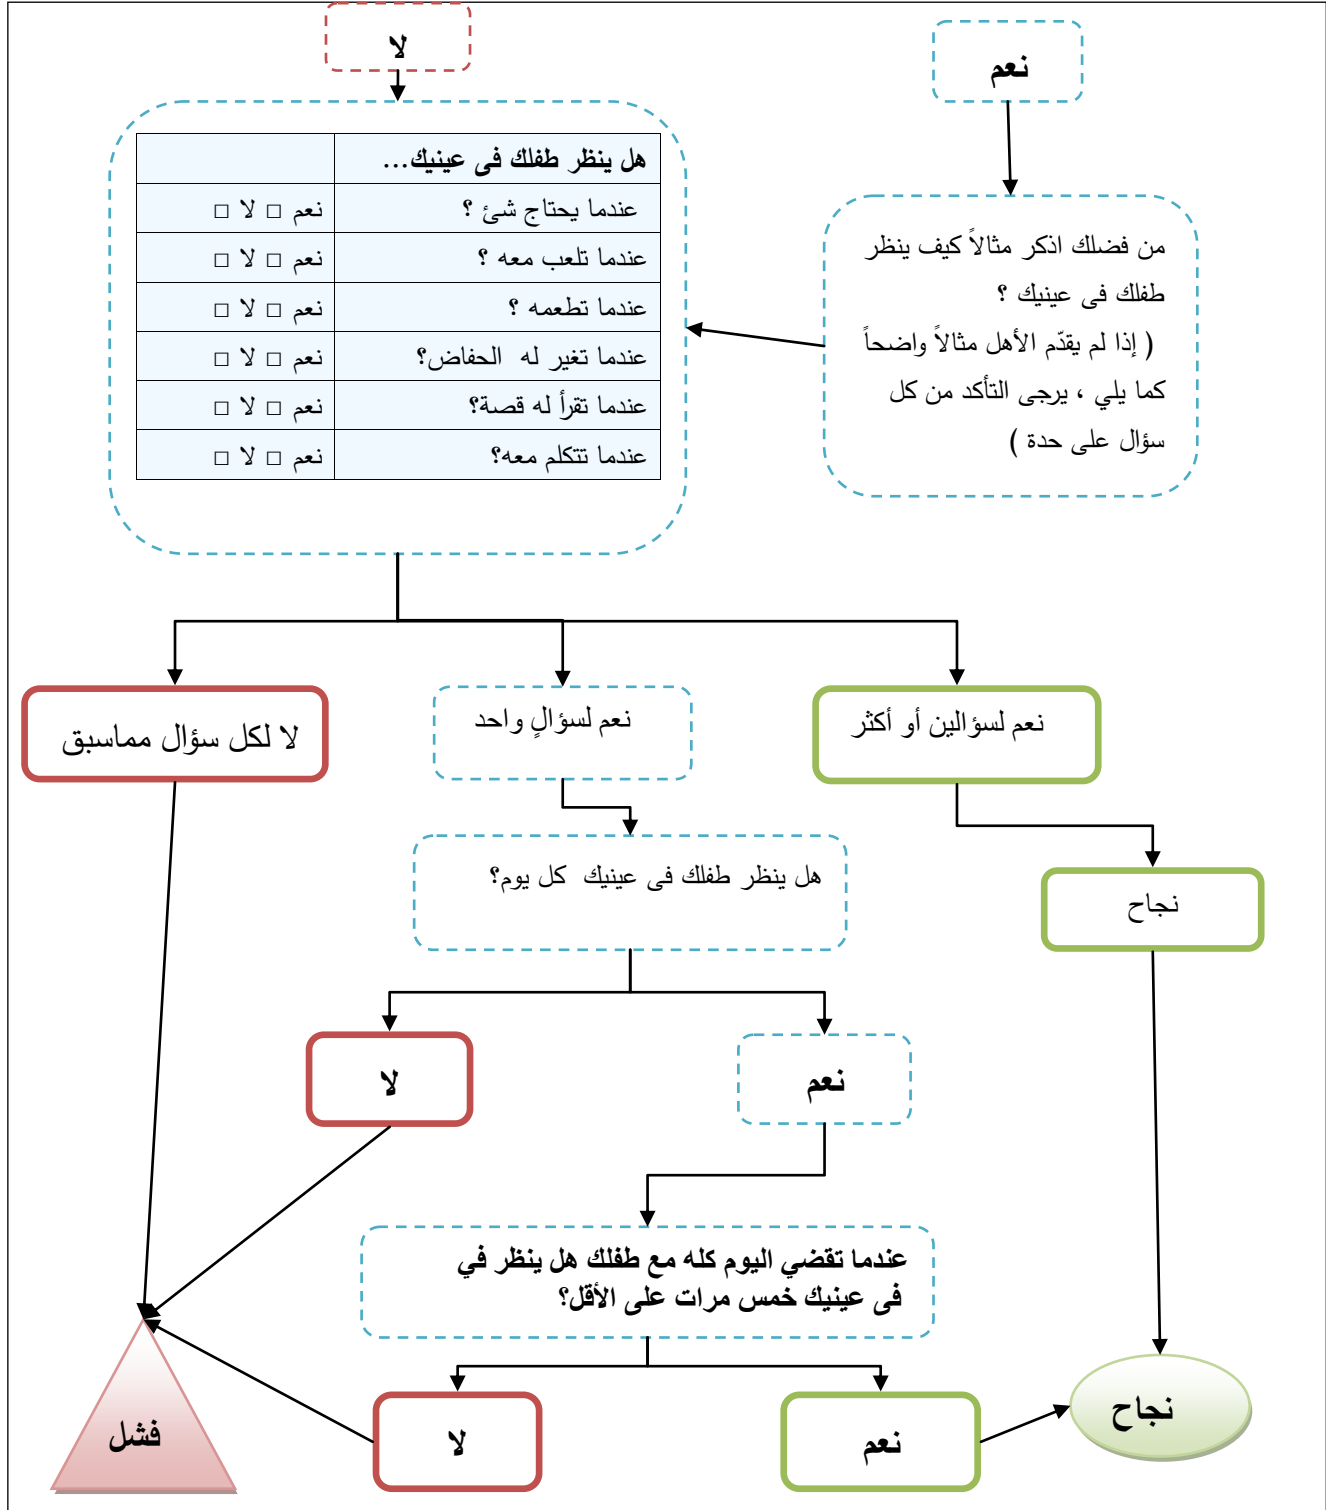 لا
نعم
هل ينظر طفلك فى عينيك...
عندما يحتاج شئ ؟ نعم □ لا □
عندما تلعب معه ؟ نعم □ لا □
عندما تطعمه ؟ نعم □ لا □
عندما تغير له الحفاض؟ نعم □ لا □
عندما تقرأ له قصة؟ نعم □ لا □
عندما تتكلم معه؟ نعم □ لا □
من فضلك اذكر مثالاً كيف ينظر
طفلك فى عينيك ؟
( إذا لم يقدّم الأهل مثالاً واضحاً
كما يلي ، يرجى التأكد من كل
سؤال على حدة )
نعم لسؤالين أو أكثر
نعم لسؤالٍ واحد
لا لكل سؤال مماسبق
هل ينظر طفلك فى عينيك كل يوم؟
نجاح
نعم
لا
عندما تقضي اليوم كله مع طفلك هل ينظر في
فى عينيك خمس مرات على الأقل؟
نجاح
نعم
لا
فشل